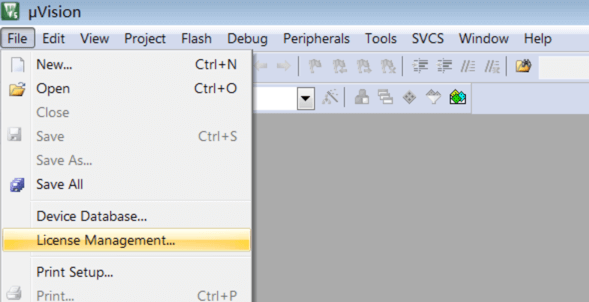 µVision
File Edit View Project Flash Debug Peripherals Tools SVCS Window Help
New... Ctrl+N
Open Ctrl+O
Close
Save Ctrl+S
Save As...
Save All
Device Database...
License Management...
Print Setup...
Print... Ctrl+P